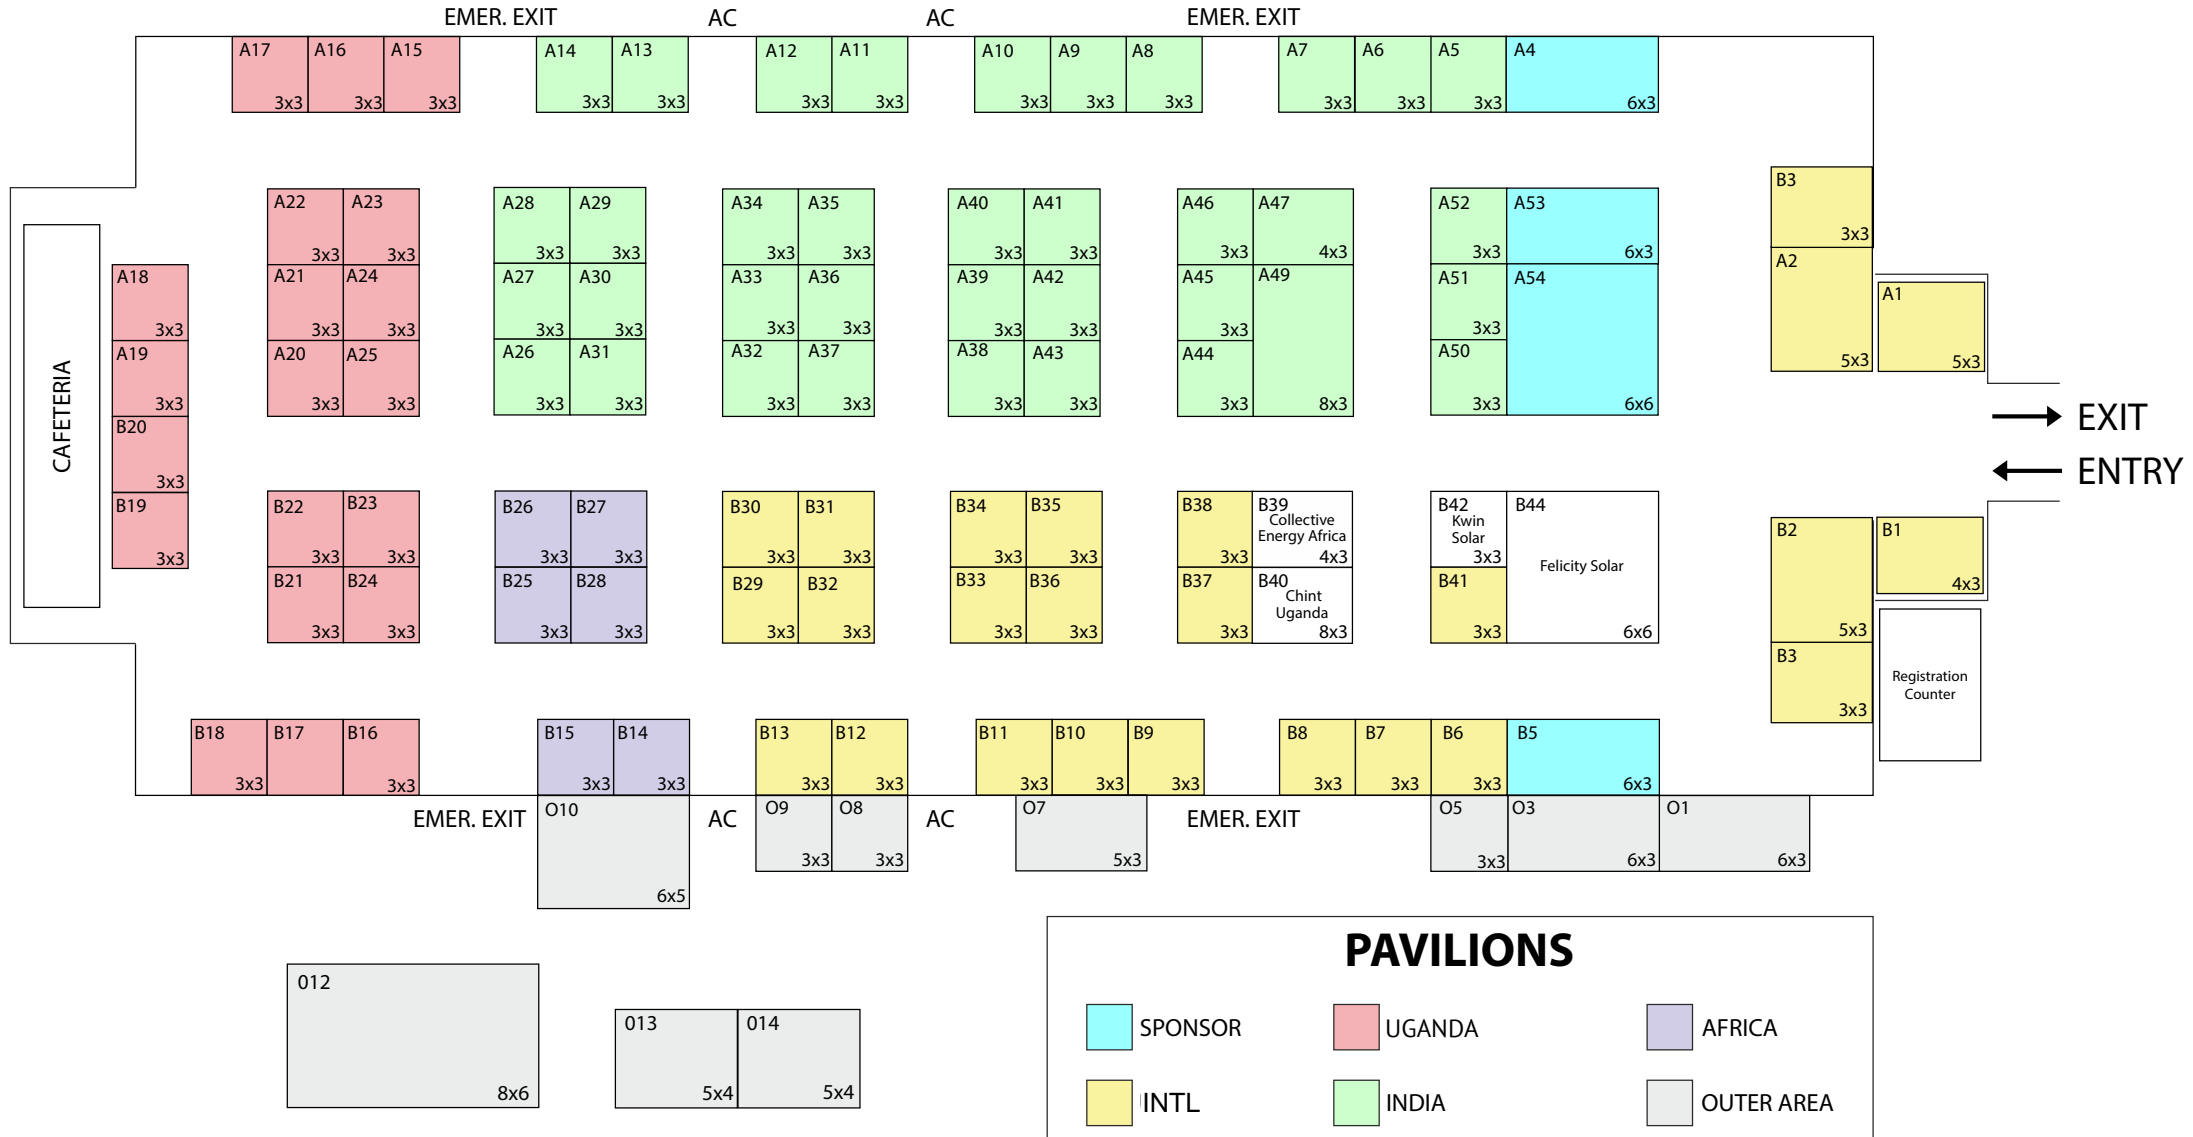 EMER. EXIT AC AC EMER. EXIT
A17 A16 A15 A14 A13 A12 A11 A10 A9 A8 A7 A6 A5 A4
3x3 3x3 3x3 3x3 3x3 3x3 3x3 3x3 3x3 3x3 3x3 3x3 3x3 6x3
B3
3x3
A2
5x3
A1
5x3
A22 A23 A28 A29 A34 A35 A40 A41 A46 A47 A52 A53
3x3 3x3 3x3 3x3 3x3 3x3 3x3 3x3 3x3 4x3 3x3 6x3
A21 A24 A27 A30 A33 A36 A39 A42 A45 A49 A51 A54
3x3 3x3 3x3 3x3 3x3 3x3 3x3 3x3 3x3 3x3
A20 A25 A26 A31 A32 A37 A38 A43 A44 A50
3x3 3x3 3x3 3x3 3x3 3x3 3x3 3x3 3x3 8x3 3x3 6x6
CAFETERIA
A18
3x3
A19
3x3
B20
3x3
B19
3x3
EXIT
ENTRY
B22 B23 B26 B27 B30 B31 B34 B35 B38 B39 B42 B44
Collective
Energy Africa
Kwin
Solar
3x3 3x3 3x3 3x3 3x3 3x3 3x3 3x3 3x3 4x3 3x3
Felicity Solar
B21 B24 B25 B28 B29 B32 B33 B36 B37 B40 B41
Chint
Uganda
3x3 3x3 3x3 3x3 3x3 3x3 3x3 3x3 3x3 8x3 3x3 6x6
B2
5x3
B1
4x3
B3
3x3
Registration
Counter
B18 B17 B16 B15 B14 B13 B12 B11 B10 B9 B8 B7 B6 B5
3x3 3x3 3x3 3x3 3x3 3x3 3x3 3x3 3x3 3x3 3x3 3x3 6x3
EMER. EXIT AC AC EMER. EXIT
O10 O9 O8 O7 O5 O3 O1
6x5 3x3 3x3 5x3 3x3 6x3 6x3
012
8x6
013 014
5x4 5x4
PAVILIONS
SPONSOR UGANDA AFRICA
INTL INDIA OUTER AREA